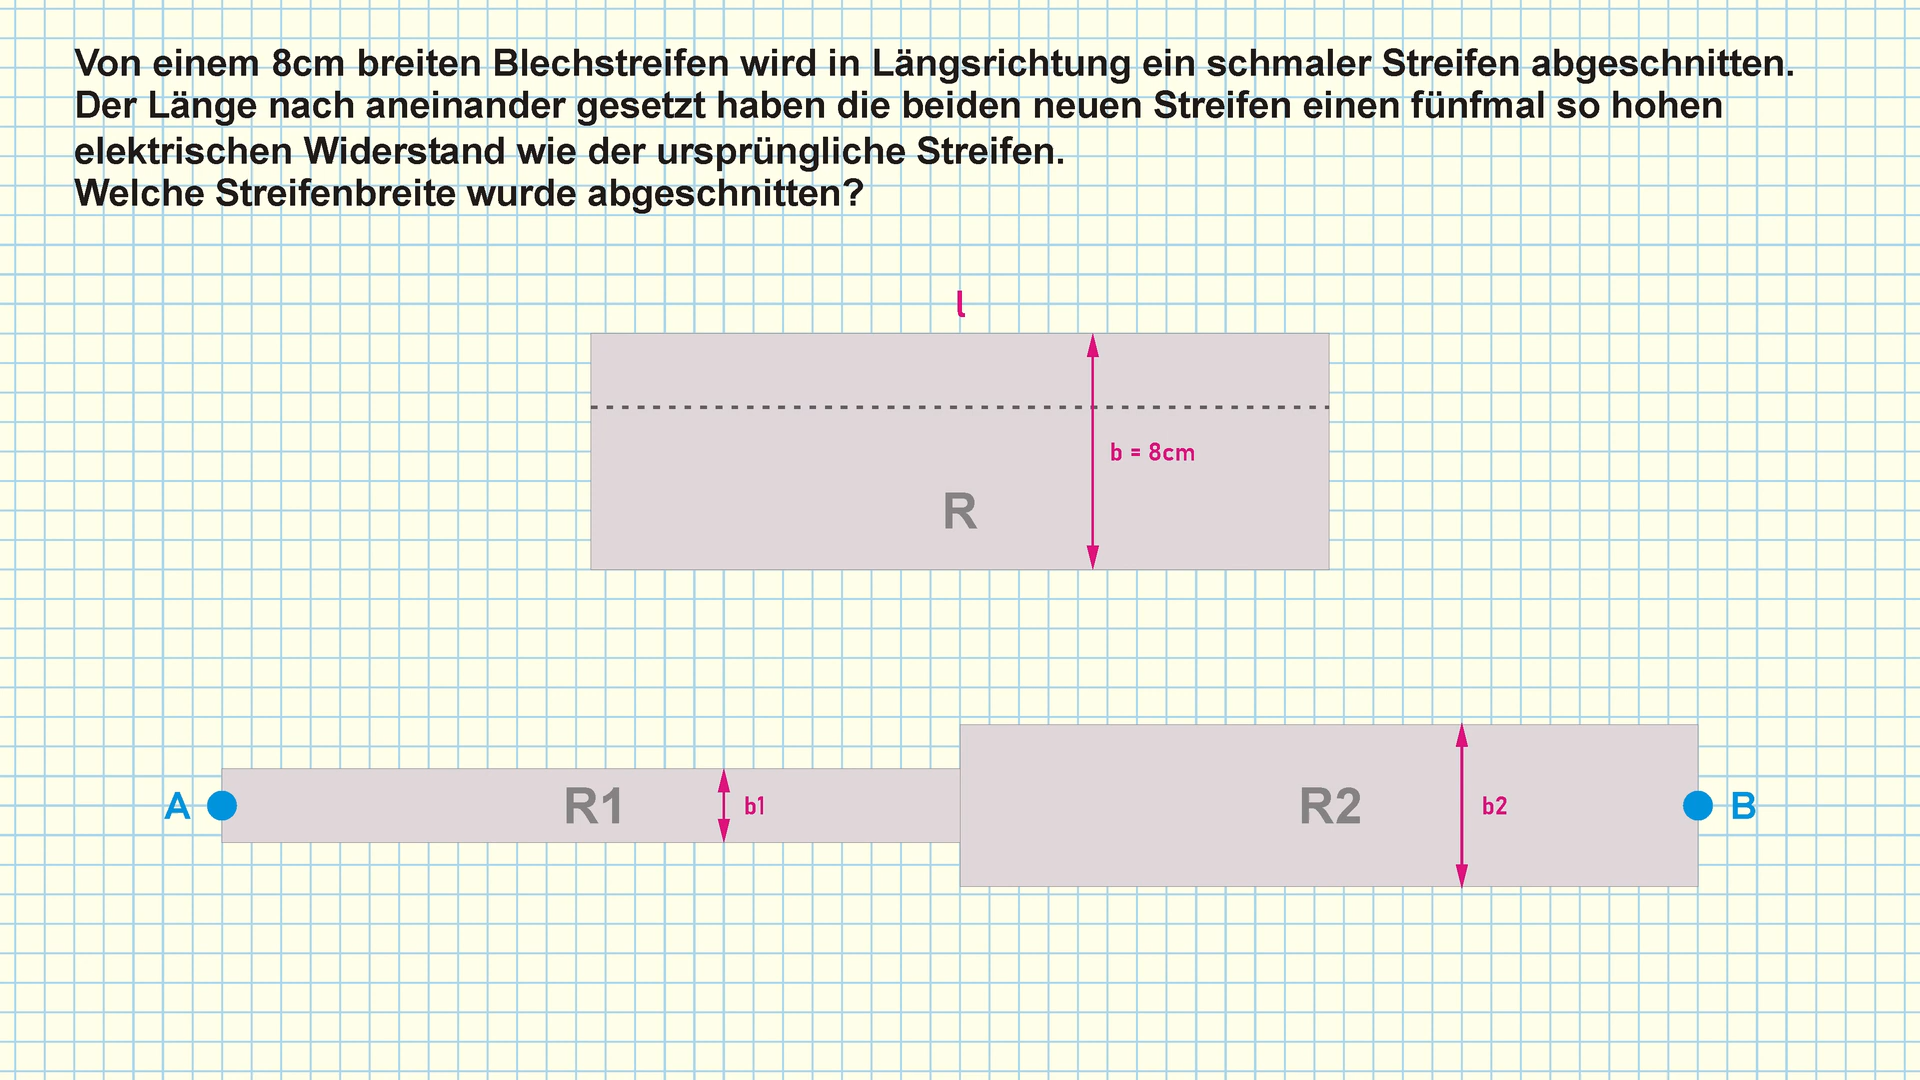 Von einem 8cm breiten Blechstreifen wird in Längsrichtung ein schmaler Streifen abgeschnitten.
Der Länge nach aneinander gesetzt haben die beiden neuen Streifen einen fünfmal so hohen
elektrischen Widerstand wie der ursprüngliche Streifen.
Welche Streifenbreite wurde abgeschnitten?
l
b = 8cm
R
A
R1
b1
R2
b2
B